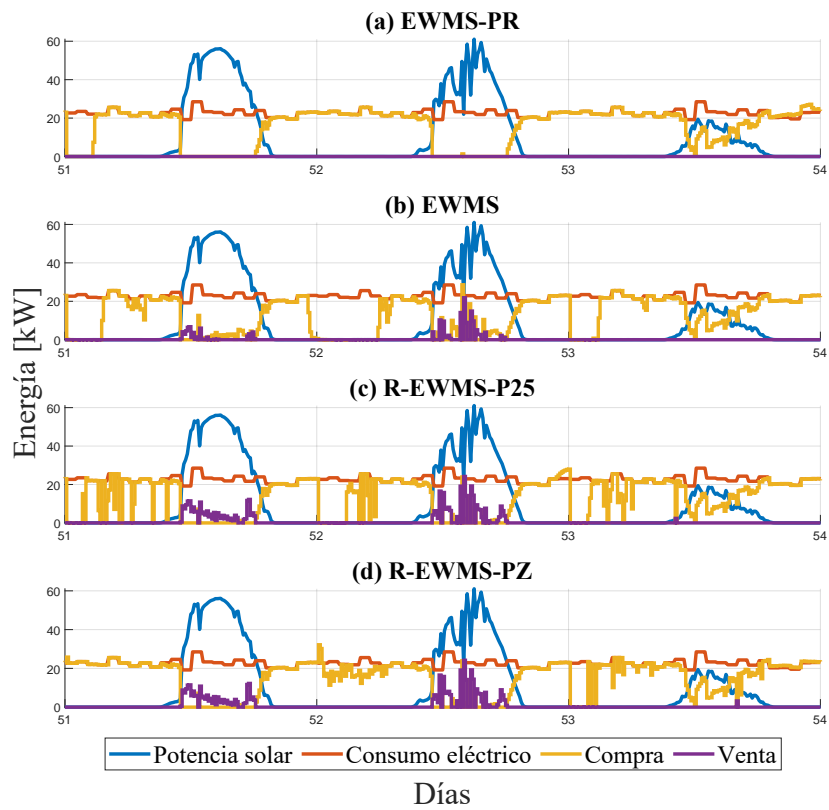 (a) EWMS-PR
60
40
20
0
51 52 53 54
(b) EWMS
60
40
20
0
51 52 53 54
Energía [kW]
(c) R-EWMS-P25
60
40
20
0
51 52 53 54
(d) R-EWMS-PZ
60
40
20
0
51 52 53 54
Potencia solar Consumo eléctrico Compra Venta
Días